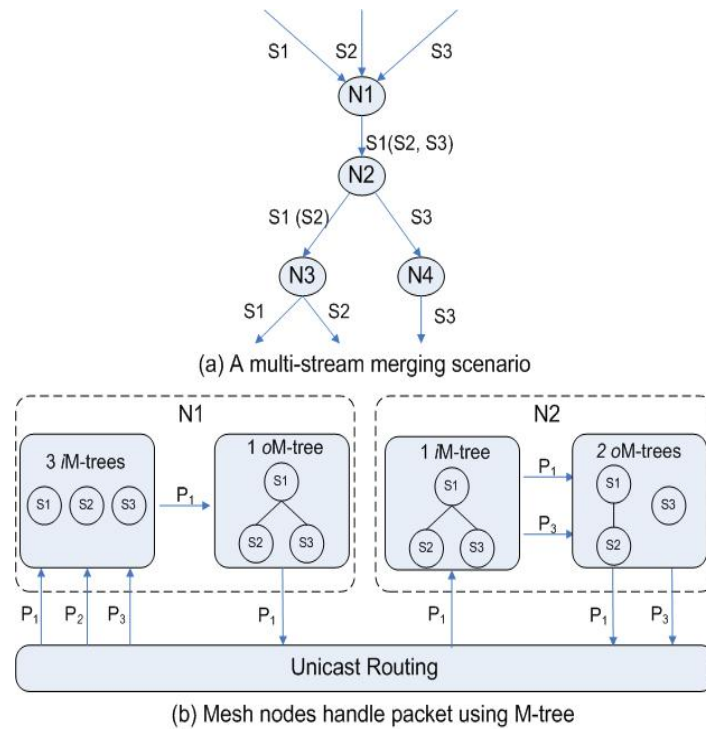 S1 S2 S3
N1
S1(S2, S3)
N2
S1 (S2) S3
N3 N4
S1 S2 S3
(a) A multi-stream merging scenario
N1 N2
3 iM-trees 1 oM-tree 1 iM-tree 2 oM-trees
S1 S2 S3
P1
S1
S2 S3
S1
S2 S3
P1
P3
S1
S2
S3
P1 P2 P3 P1 P1 P1 P3
Unicast Routing
(b) Mesh nodes handle packet using M-tree